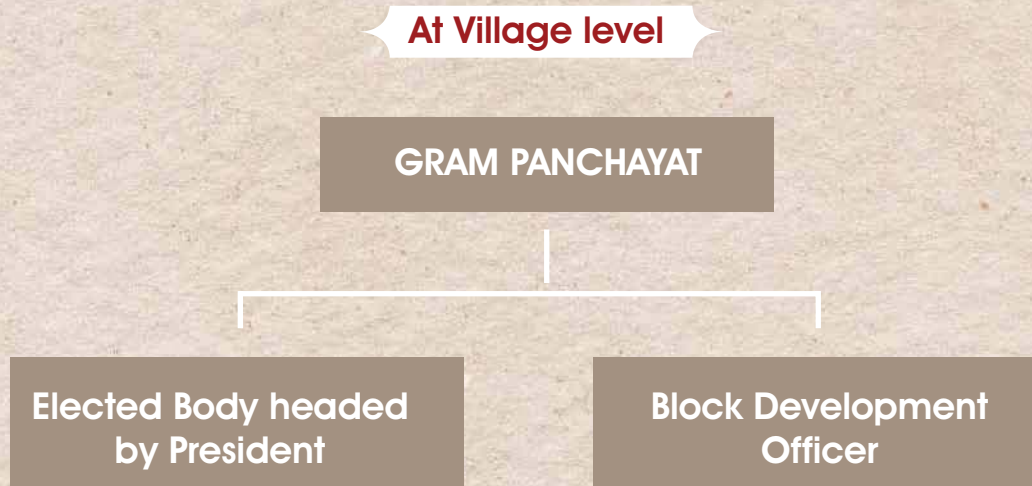 At Village level
GRAM PANCHAYAT
Elected Body headed
by President
Block Development
Officer